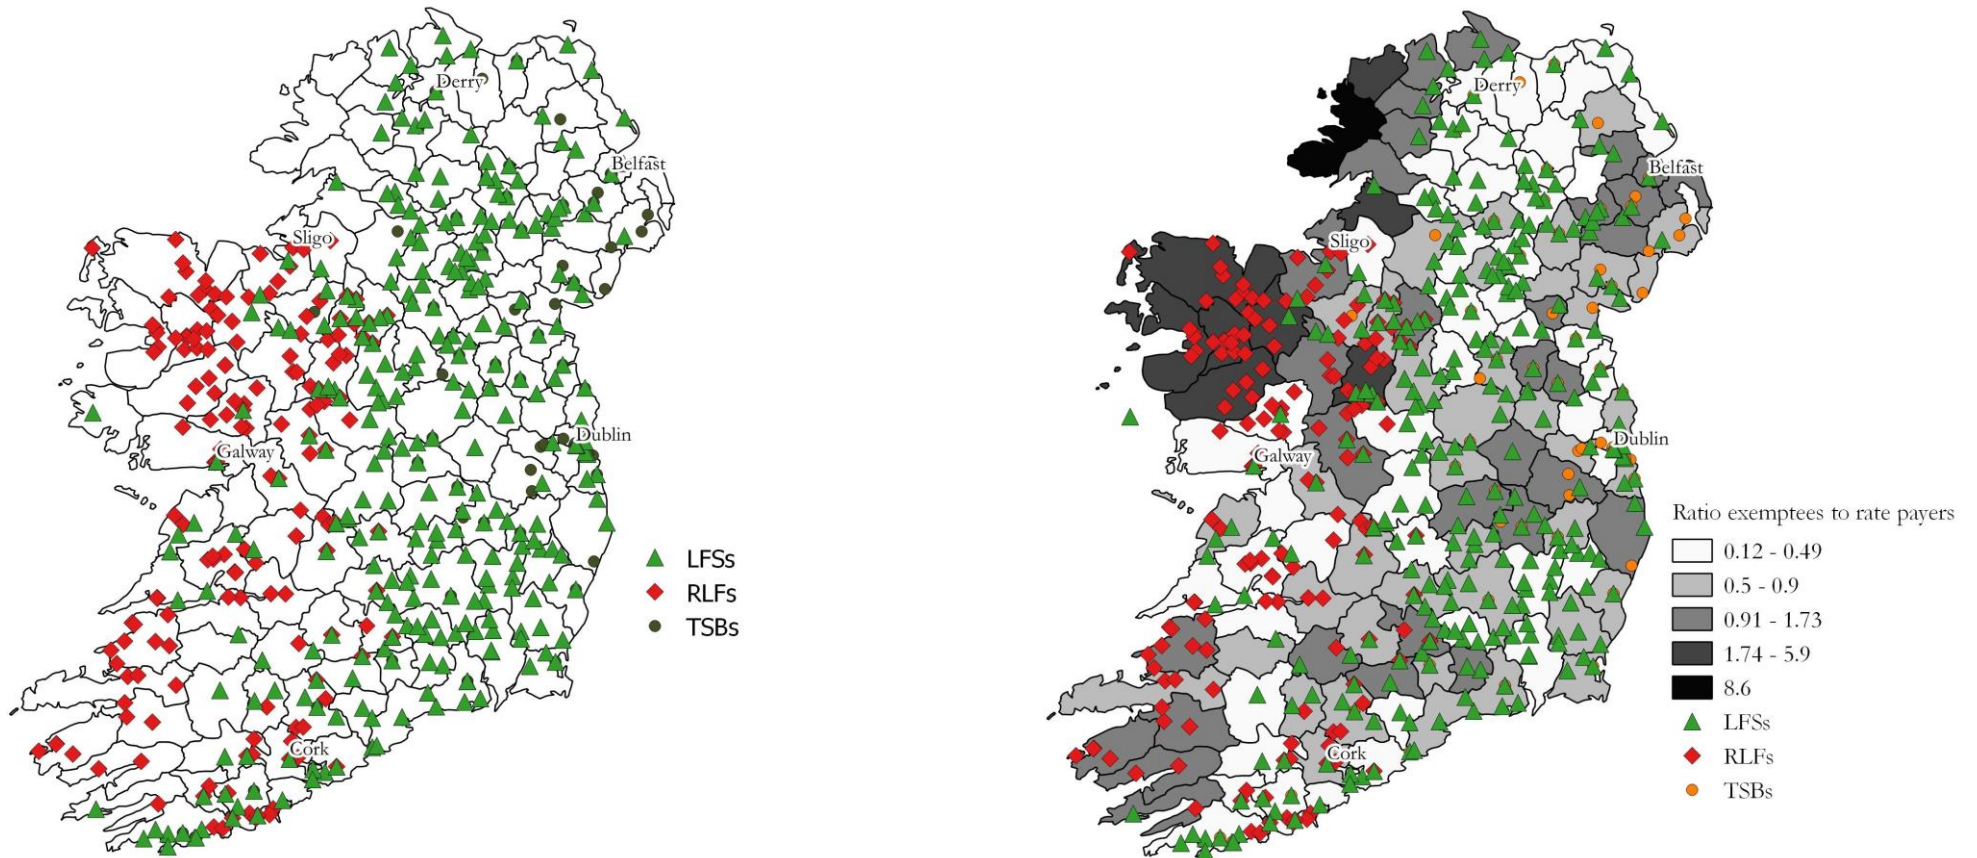 Derry
Belfast
Sligo
Galway
Dublin
Cork
LFSs
RLFs
TSBs
Derry
Belfast
Sligo
Galway
Dublin
Cork
Ratio exemptees to rate payers
0.12 - 0.49
0.5 - 0.9
0.91 - 1.73
1.74 - 5.9
8.6
LFSs
RLFs
TSBs